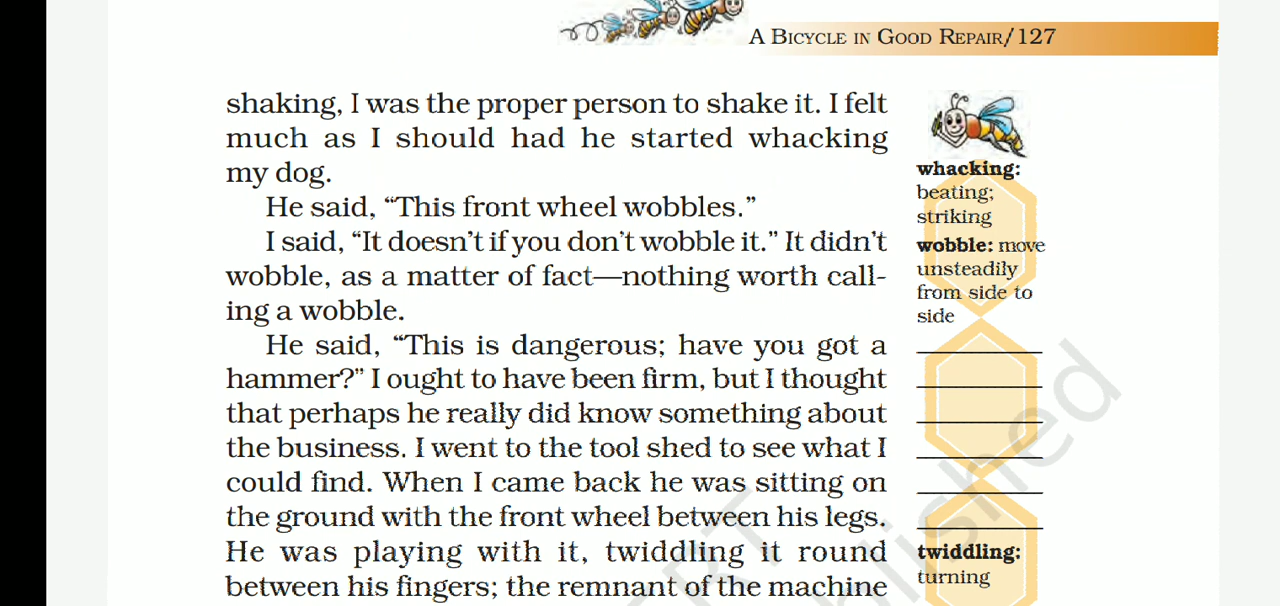 A BICYCLE IN GOOD REPAIR/127
shaking, I was the proper person to shake it. I felt
much as I should had he started whacking
my dog.
He said, “This front wheel wobbles.”
I said, “It doesn’t if you don’t wobble it.” It didn’t
wobble, as a matter of fact—nothing worth call-
ing a wobble.
He said, “This is dangerous; have you got a
hammer?” I ought to have been firm, but I thought
that perhaps he really did know something about
the business. I went to the tool shed to see what I
could find. When I came back he was sitting on
the ground with the front wheel between his legs.
He was playing with it, twiddling it round
between his fingers; the remnant of the machine
whacking:
beating;
striking
wobble: move
unsteadily
from side to
side
twiddling:
turning